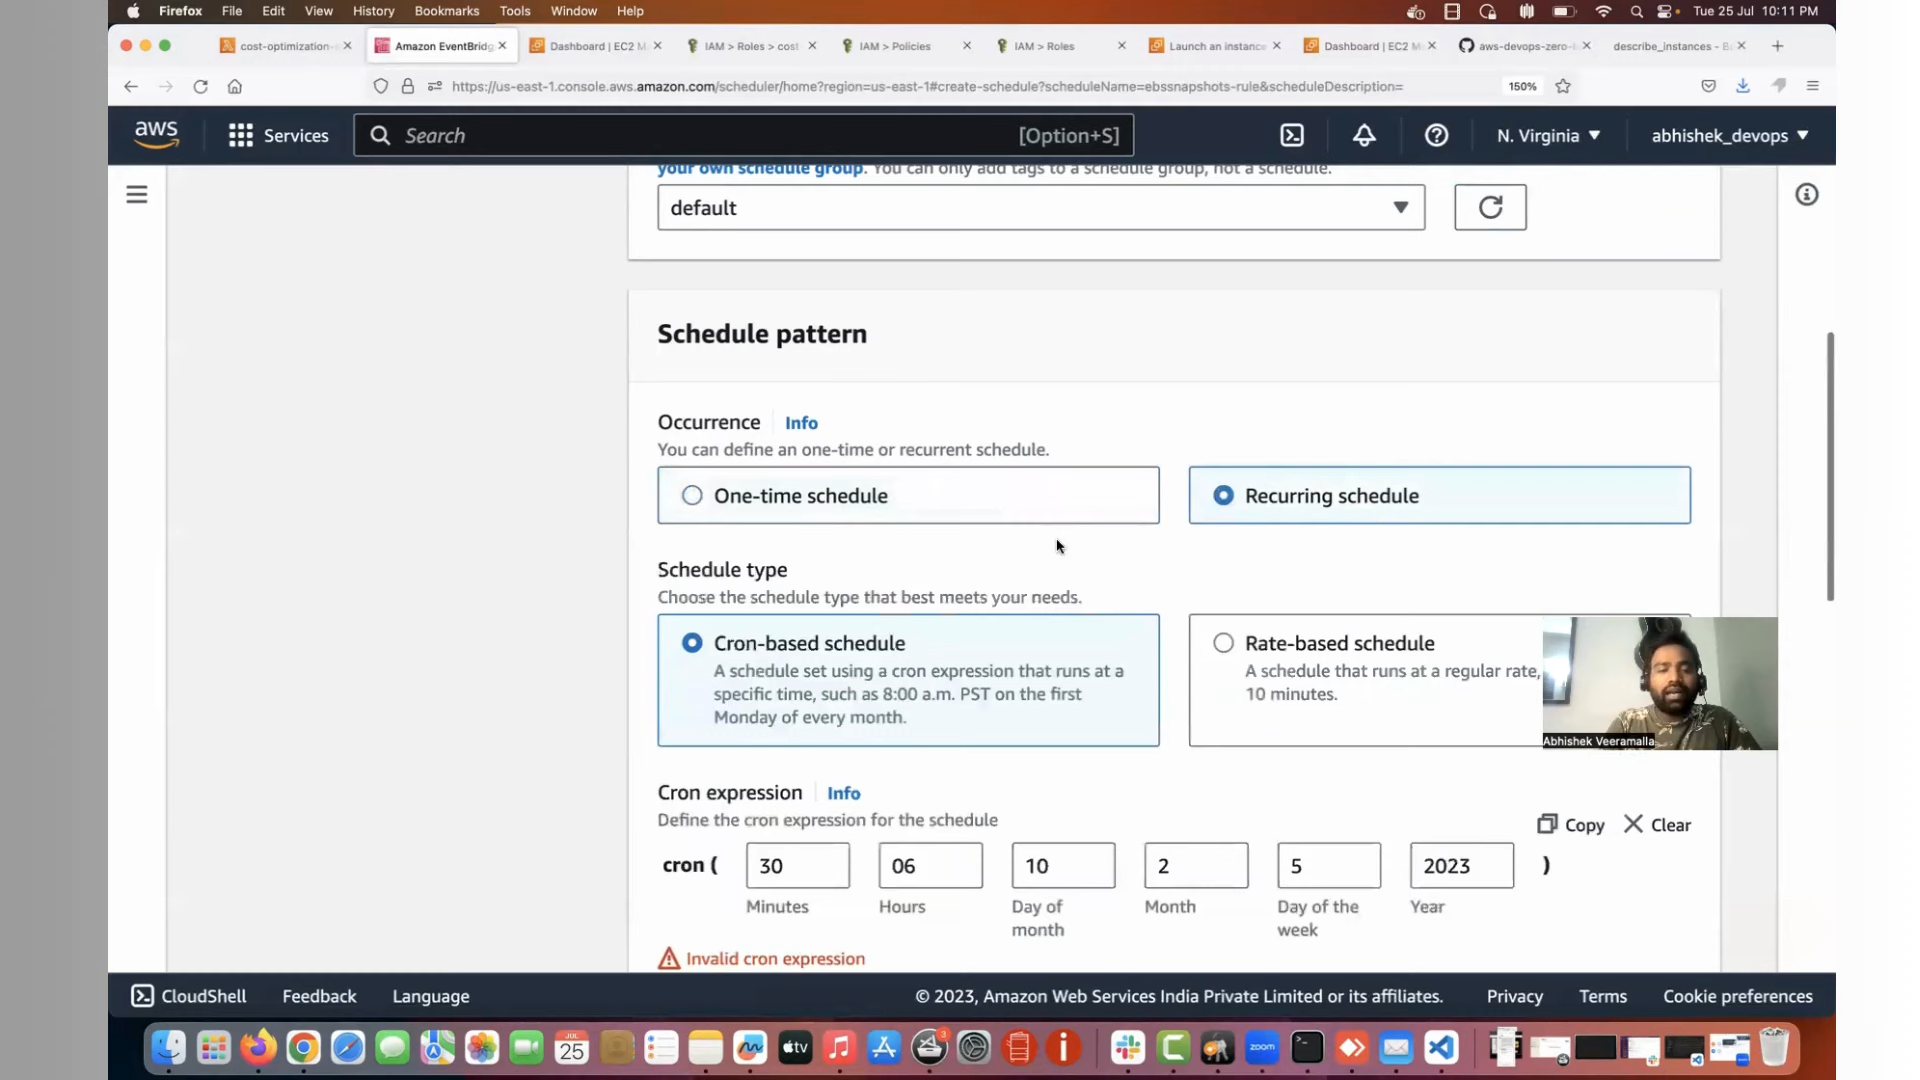 Firefox File Edit View History Bookmarks Tools Window Help Tue 25 Jul 10:11 PM
cost-optimization- Amazon EventBridg Dashboard | EC2 M IAM > Roles > cost IAM > Policies IAM > Roles Launch an instance Dashboard | EC2 M aws-devops-zero- describe_instances - B
https://us-east-1.console.aws.amazon.com/scheduler/home?region=us-east-1#create-schedule?scheduleName=ebssnapshots-rule&scheduleDescription= 150%
aws Services Search [Option+S] N. Virginia abhishek_devops
your own schedule group. You can only add tags to a schedule group, not a schedule.
default
Schedule pattern
Occurrence Info
You can define an one-time or recurrent schedule.
One-time schedule Recurring schedule
Schedule type
Choose the schedule type that best meets your needs.
Cron-based schedule
A schedule set using a cron expression that runs at a
specific time, such as 8:00 a.m. PST on the first
Monday of every month.
Rate-based schedule
A schedule that runs at a regular rate,
10 minutes.
Abhishek Veeramalla
Cron expression Info
Define the cron expression for the schedule
Copy Clear
cron ( 30 06 10 2 5 2023 )
Minutes Hours Day of month Month Day of the week Year
Invalid cron expression
CloudShell Feedback Language © 2023, Amazon Web Services India Private Limited or its affiliates. Privacy Terms Cookie preferences
JUL
25
tv
3
zoom